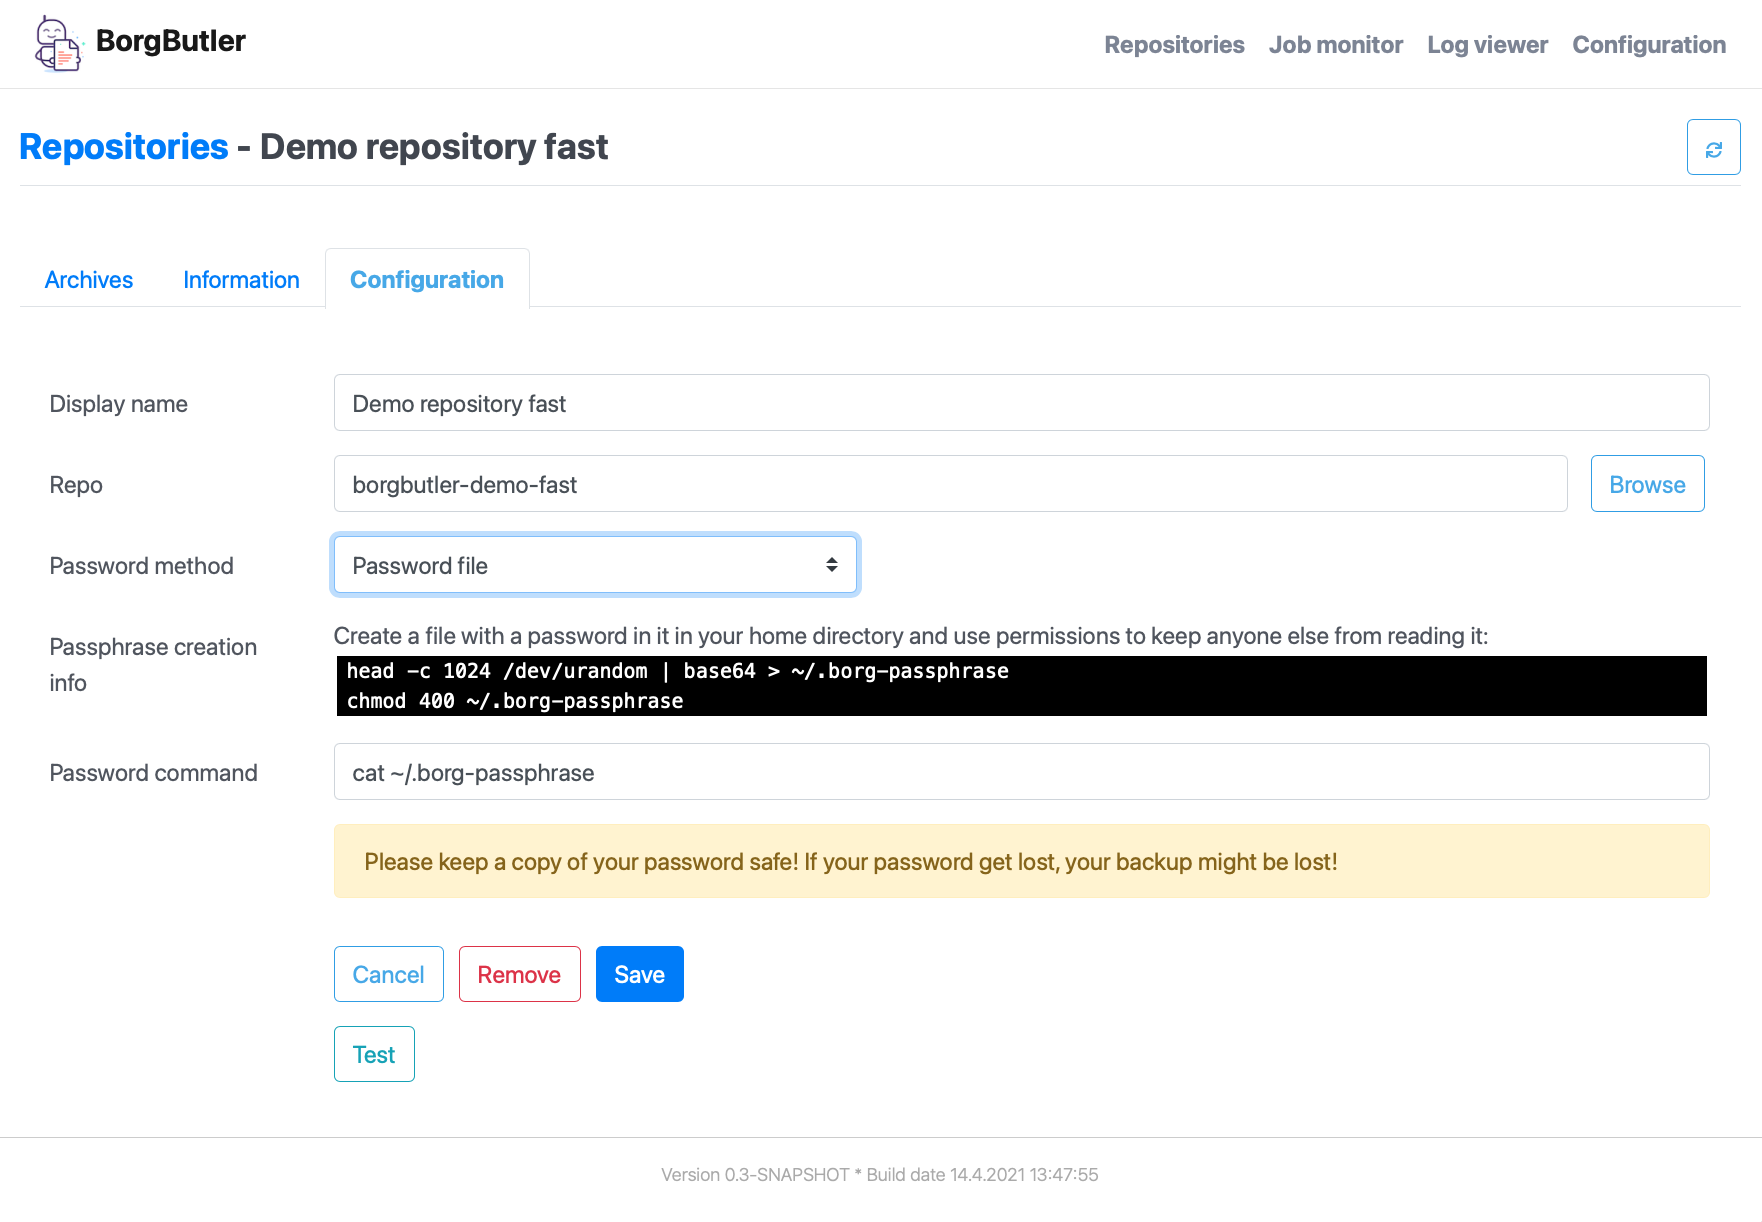 BorgButler
Repositories Job monitor Log viewer Configuration
Repositories - Demo repository fast
Archives Information Configuration
Display name Demo repository fast
Repo borgbutler-demo-fast Browse
Password method Password file
Passphrase creation info
Create a file with a password in it in your home directory and use permissions to keep anyone else from reading it:
head -c 1024 /dev/urandom | base64 > ~/.borg-passphrase
chmod 400 ~/.borg-passphrase
Password command cat ~/.borg-passphrase
Please keep a copy of your password safe! If your password get lost, your backup might be lost!
Cancel Remove Save
Test
Version 0.3-SNAPSHOT * Build date 14.4.2021 13:47:55